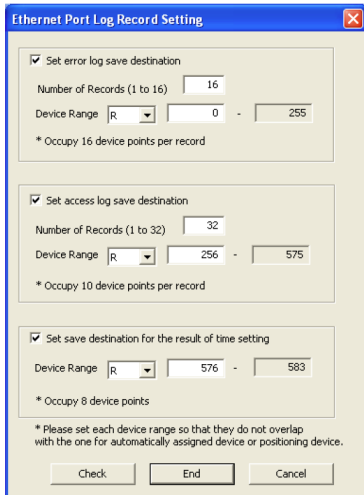 Ethernet Port Log Record Setting
Set error log save destination
Number of Records (1 to 16) 16
Device Range R 0 - 255
* Occupy 16 device points per record
Set access log save destination
Number of Records (1 to 32) 32
Device Range R 256 - 575
* Occupy 10 device points per record
Set save destination for the result of time setting
Device Range R 576 - 583
* Occupy 8 device points
* Please set each device range so that they do not overlap
with the one for automatically assigned device or positioning device.
Check End Cancel